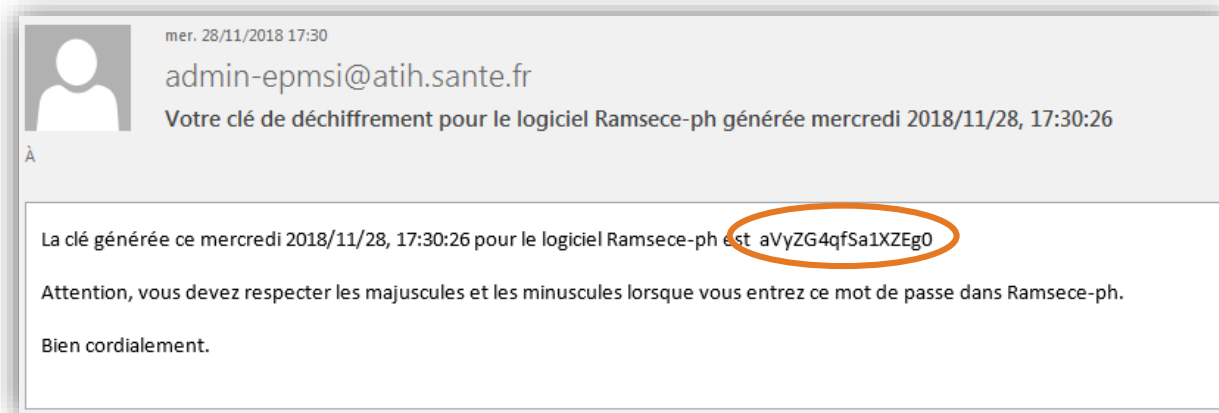 mer. 28/11/2018 17:30
admin-epmsi@atih.sante.fr
Votre clé de déchiffrement pour le logiciel Ramsece-ph générée mercredi 2018/11/28, 17:30:26
À
La clé générée ce mercredi 2018/11/28, 17:30:26 pour le logiciel Ramsece-ph est aVyZG4qfSa1XZEg0
Attention, vous devez respecter les majuscules et les minuscules lorsque vous entrez ce mot de passe dans Ramsece-ph.
Bien cordialement.